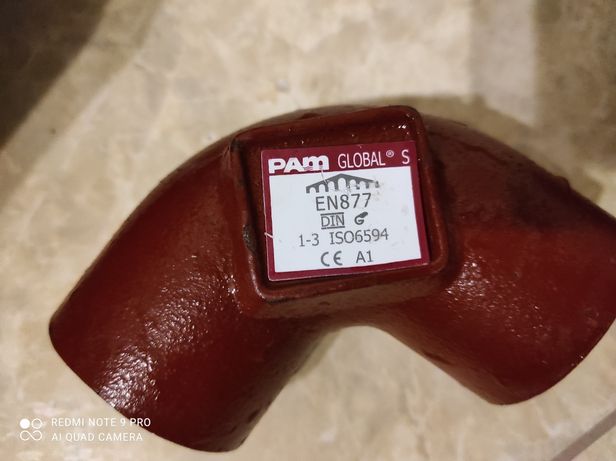 PAM GLOBAL® S
EN877
DIN G
1-3 ISO6594
CE A1
REDMI NOTE 9 PRO
AI QUAD CAMERA